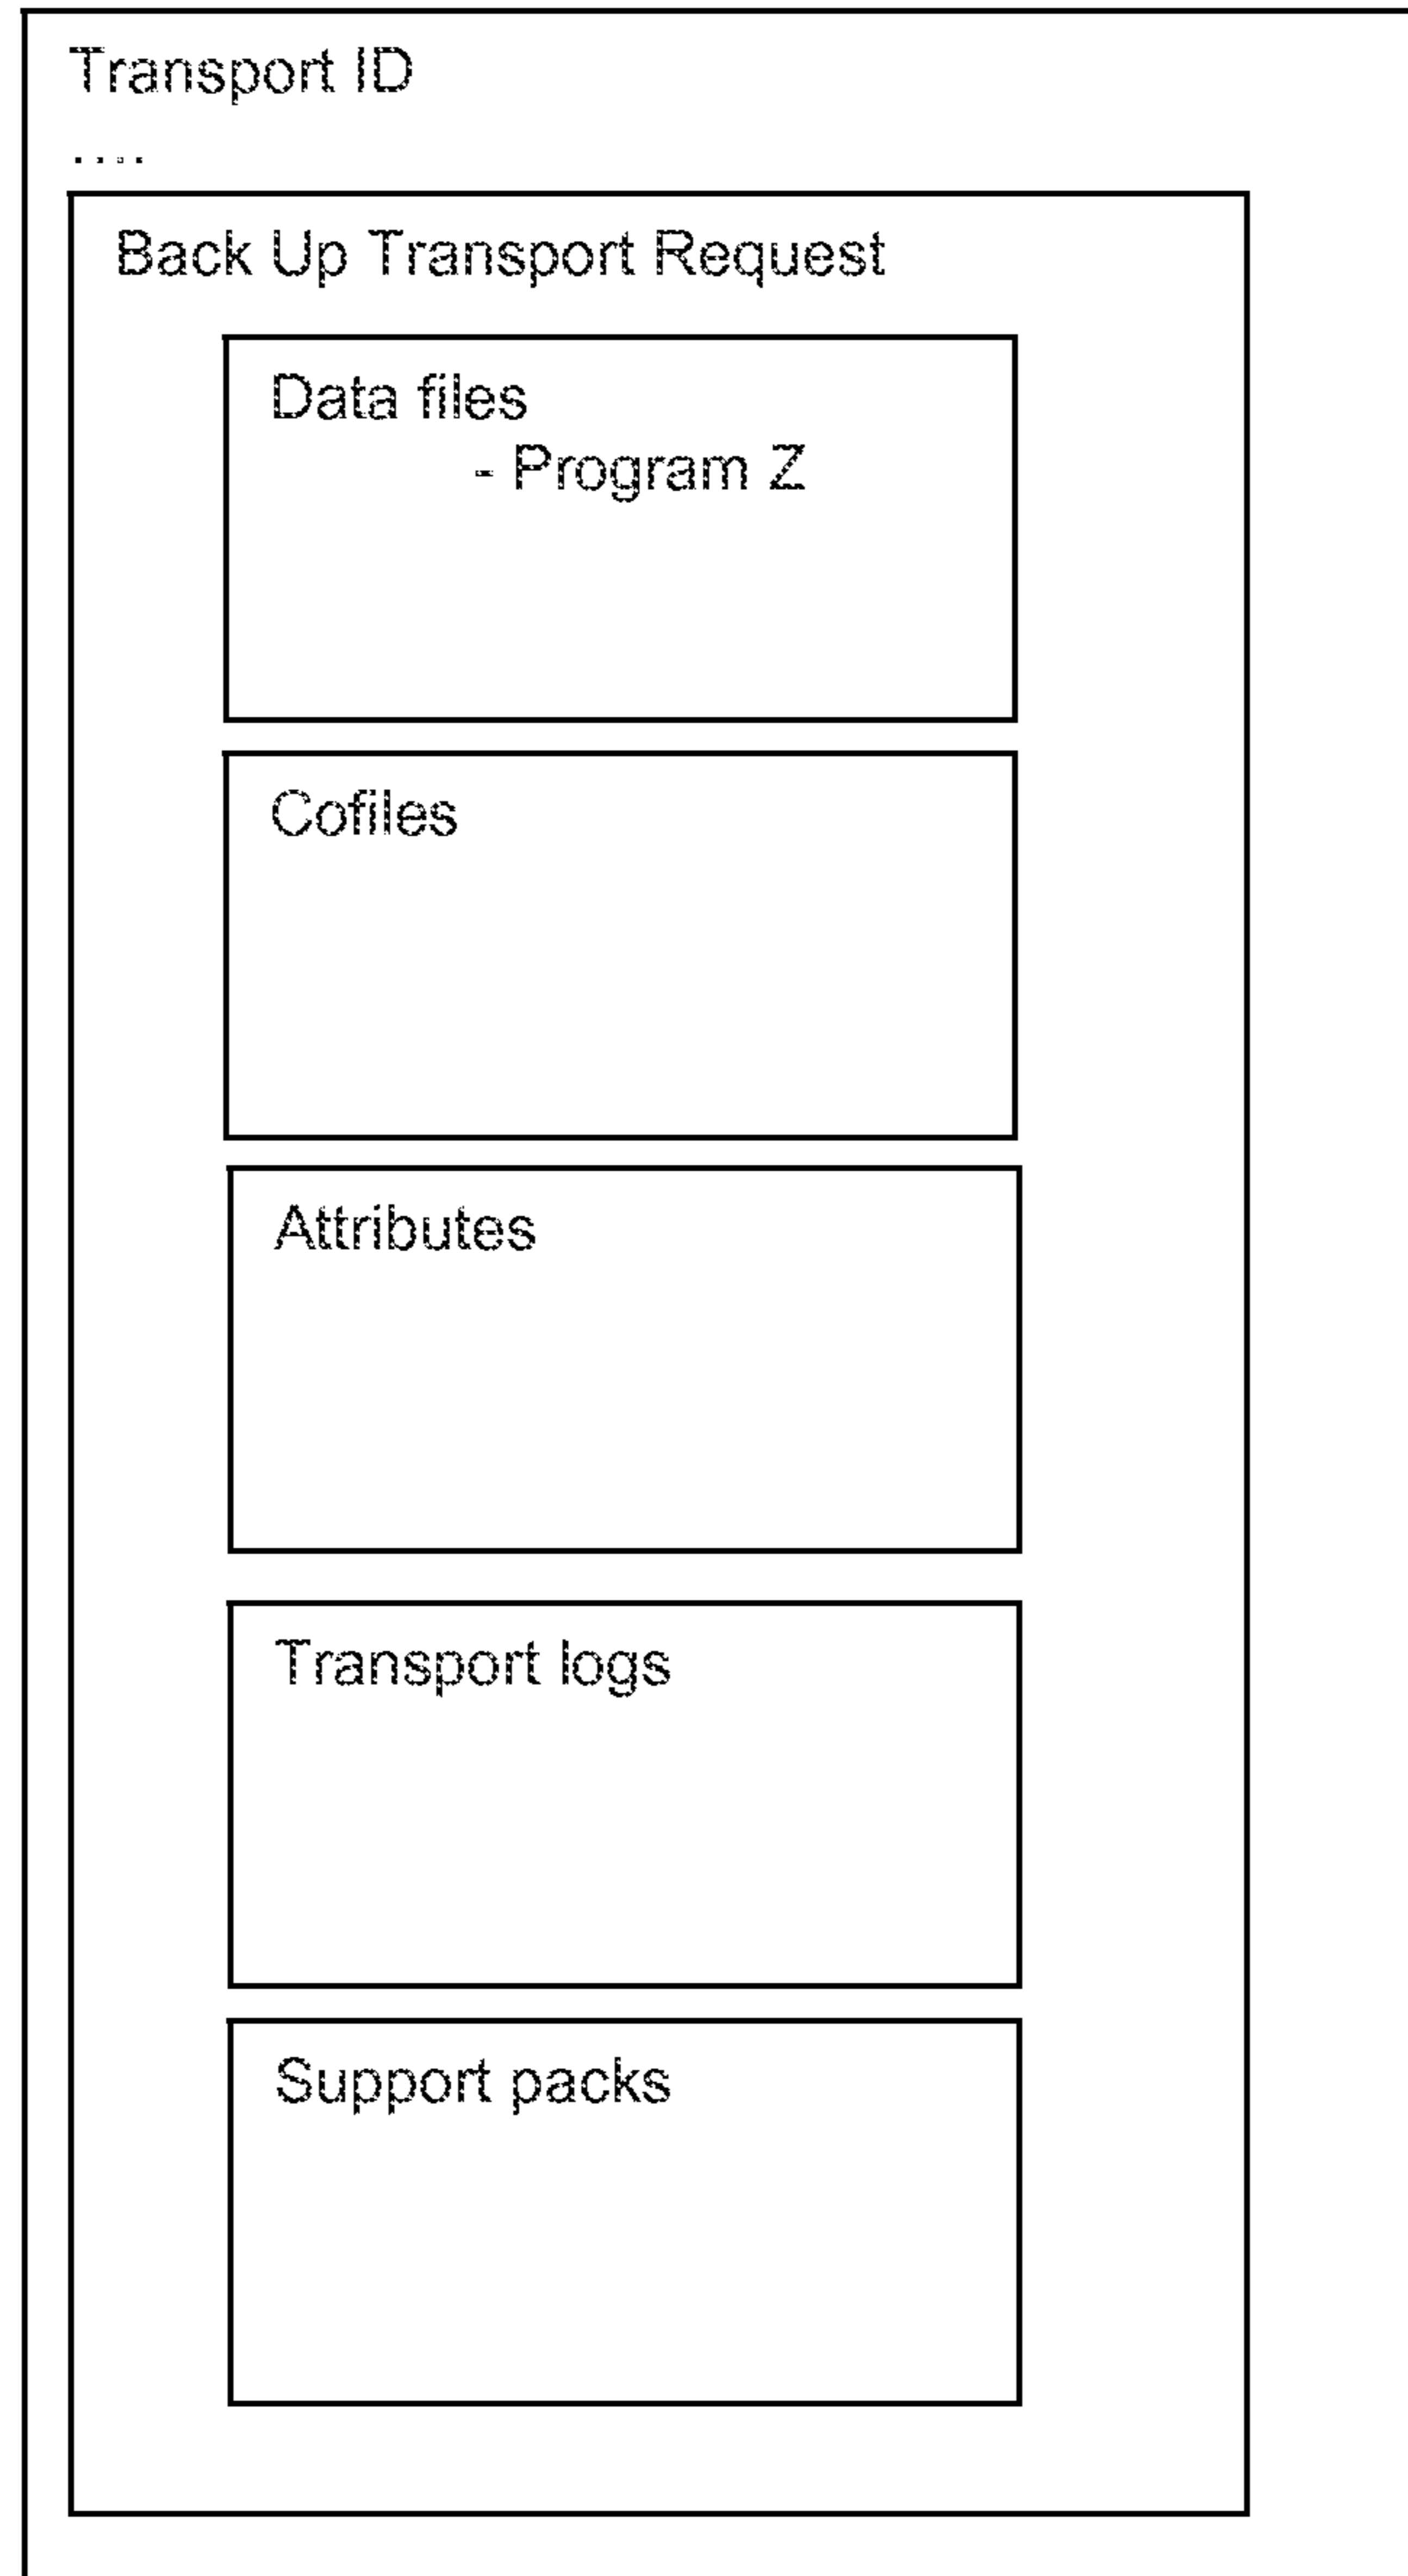 Transport ID
....
Back Up Transport Request
Data files
- Program Z
Cofiles
Attributes
Transport logs
Support packs